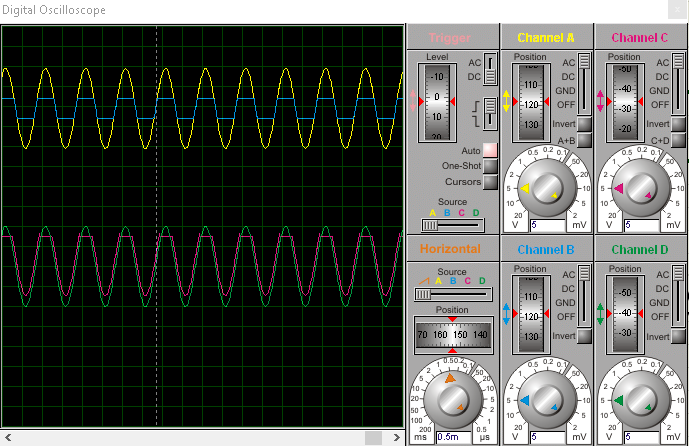 Digital Oscilloscope x
Trigger
Level
-10
0
10
20
AC
DC
Auto
One-Shot
Cursors
Source
A B C D
Channel A
Position
110
120
130
AC
DC
GND
OFF
Invert
A+B
20 10 5 2 1 0.5 0.2 0.1 50 20 10 5 2
V 5 mV
Channel C
Position
-50
-40
-30
-20
AC
DC
GND
OFF
Invert
C+D
20 10 5 2 1 0.5 0.2 0.1 50 20 10 5 2
V 5 mV
Horizontal
Source
A B C D
Position
70 160 150 140
200 100 50 20 10 5 2 1 0.5 0.2 0.1 50 20 10 5 2 1 0.5
ms 0.5m µs
Channel B
Position
110
120
130
AC
DC
GND
OFF
Invert
20 10 5 2 1 0.5 0.2 0.1 50 20 10 5 2
V 5 mV
Channel D
Position
-50
-40
-30
AC
DC
GND
OFF
Invert
20 10 5 2 1 0.5 0.2 0.1 50 20 10 5 2
V 5 mV